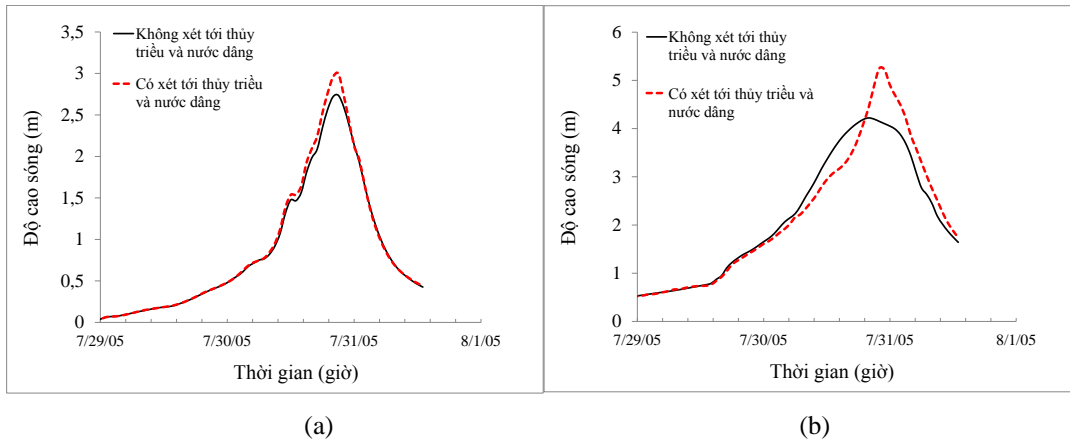 3,5
3
2,5
2
1,5
1
0,5
0
Độ cao sóng (m)
Không xét tới thủy
triều và nước dâng
Có xét tới thủy triều
và nước dâng
7/29/05 7/30/05 7/31/05 8/1/05
Thời gian (giờ)
(a)
6
5
4
3
2
1
0
Độ cao sóng (m)
Không xét tới thủy
triều và nước dâng
Có xét tới thủy triều và
nước dâng
7/29/05 7/30/05 7/31/05 8/1/05
Thời gian (giờ)
(b)